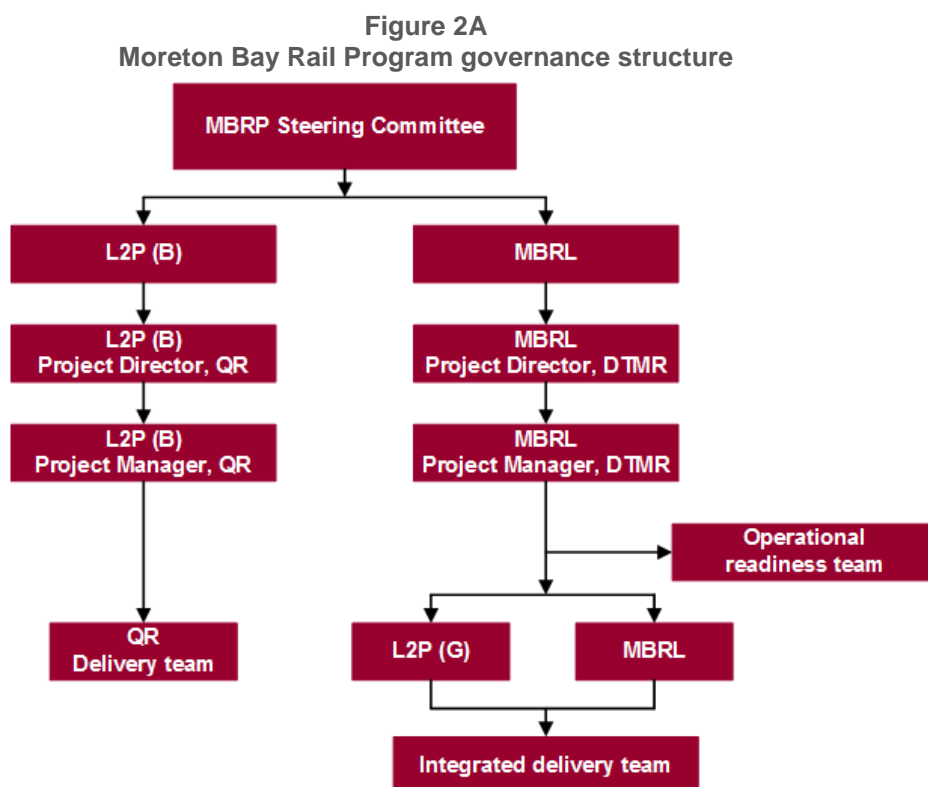 Figure 2A
Moreton Bay Rail Program governance structure
MBRP Steering Committee
L2P (B)
MBRL
L2P (B)
Project Director, QR
MBRL
Project Director, DTMR
L2P (B)
Project Manager, QR
MBRL
Project Manager, DTMR
Operational
readiness team
QR
Delivery team
L2P (G)
MBRL
Integrated delivery team